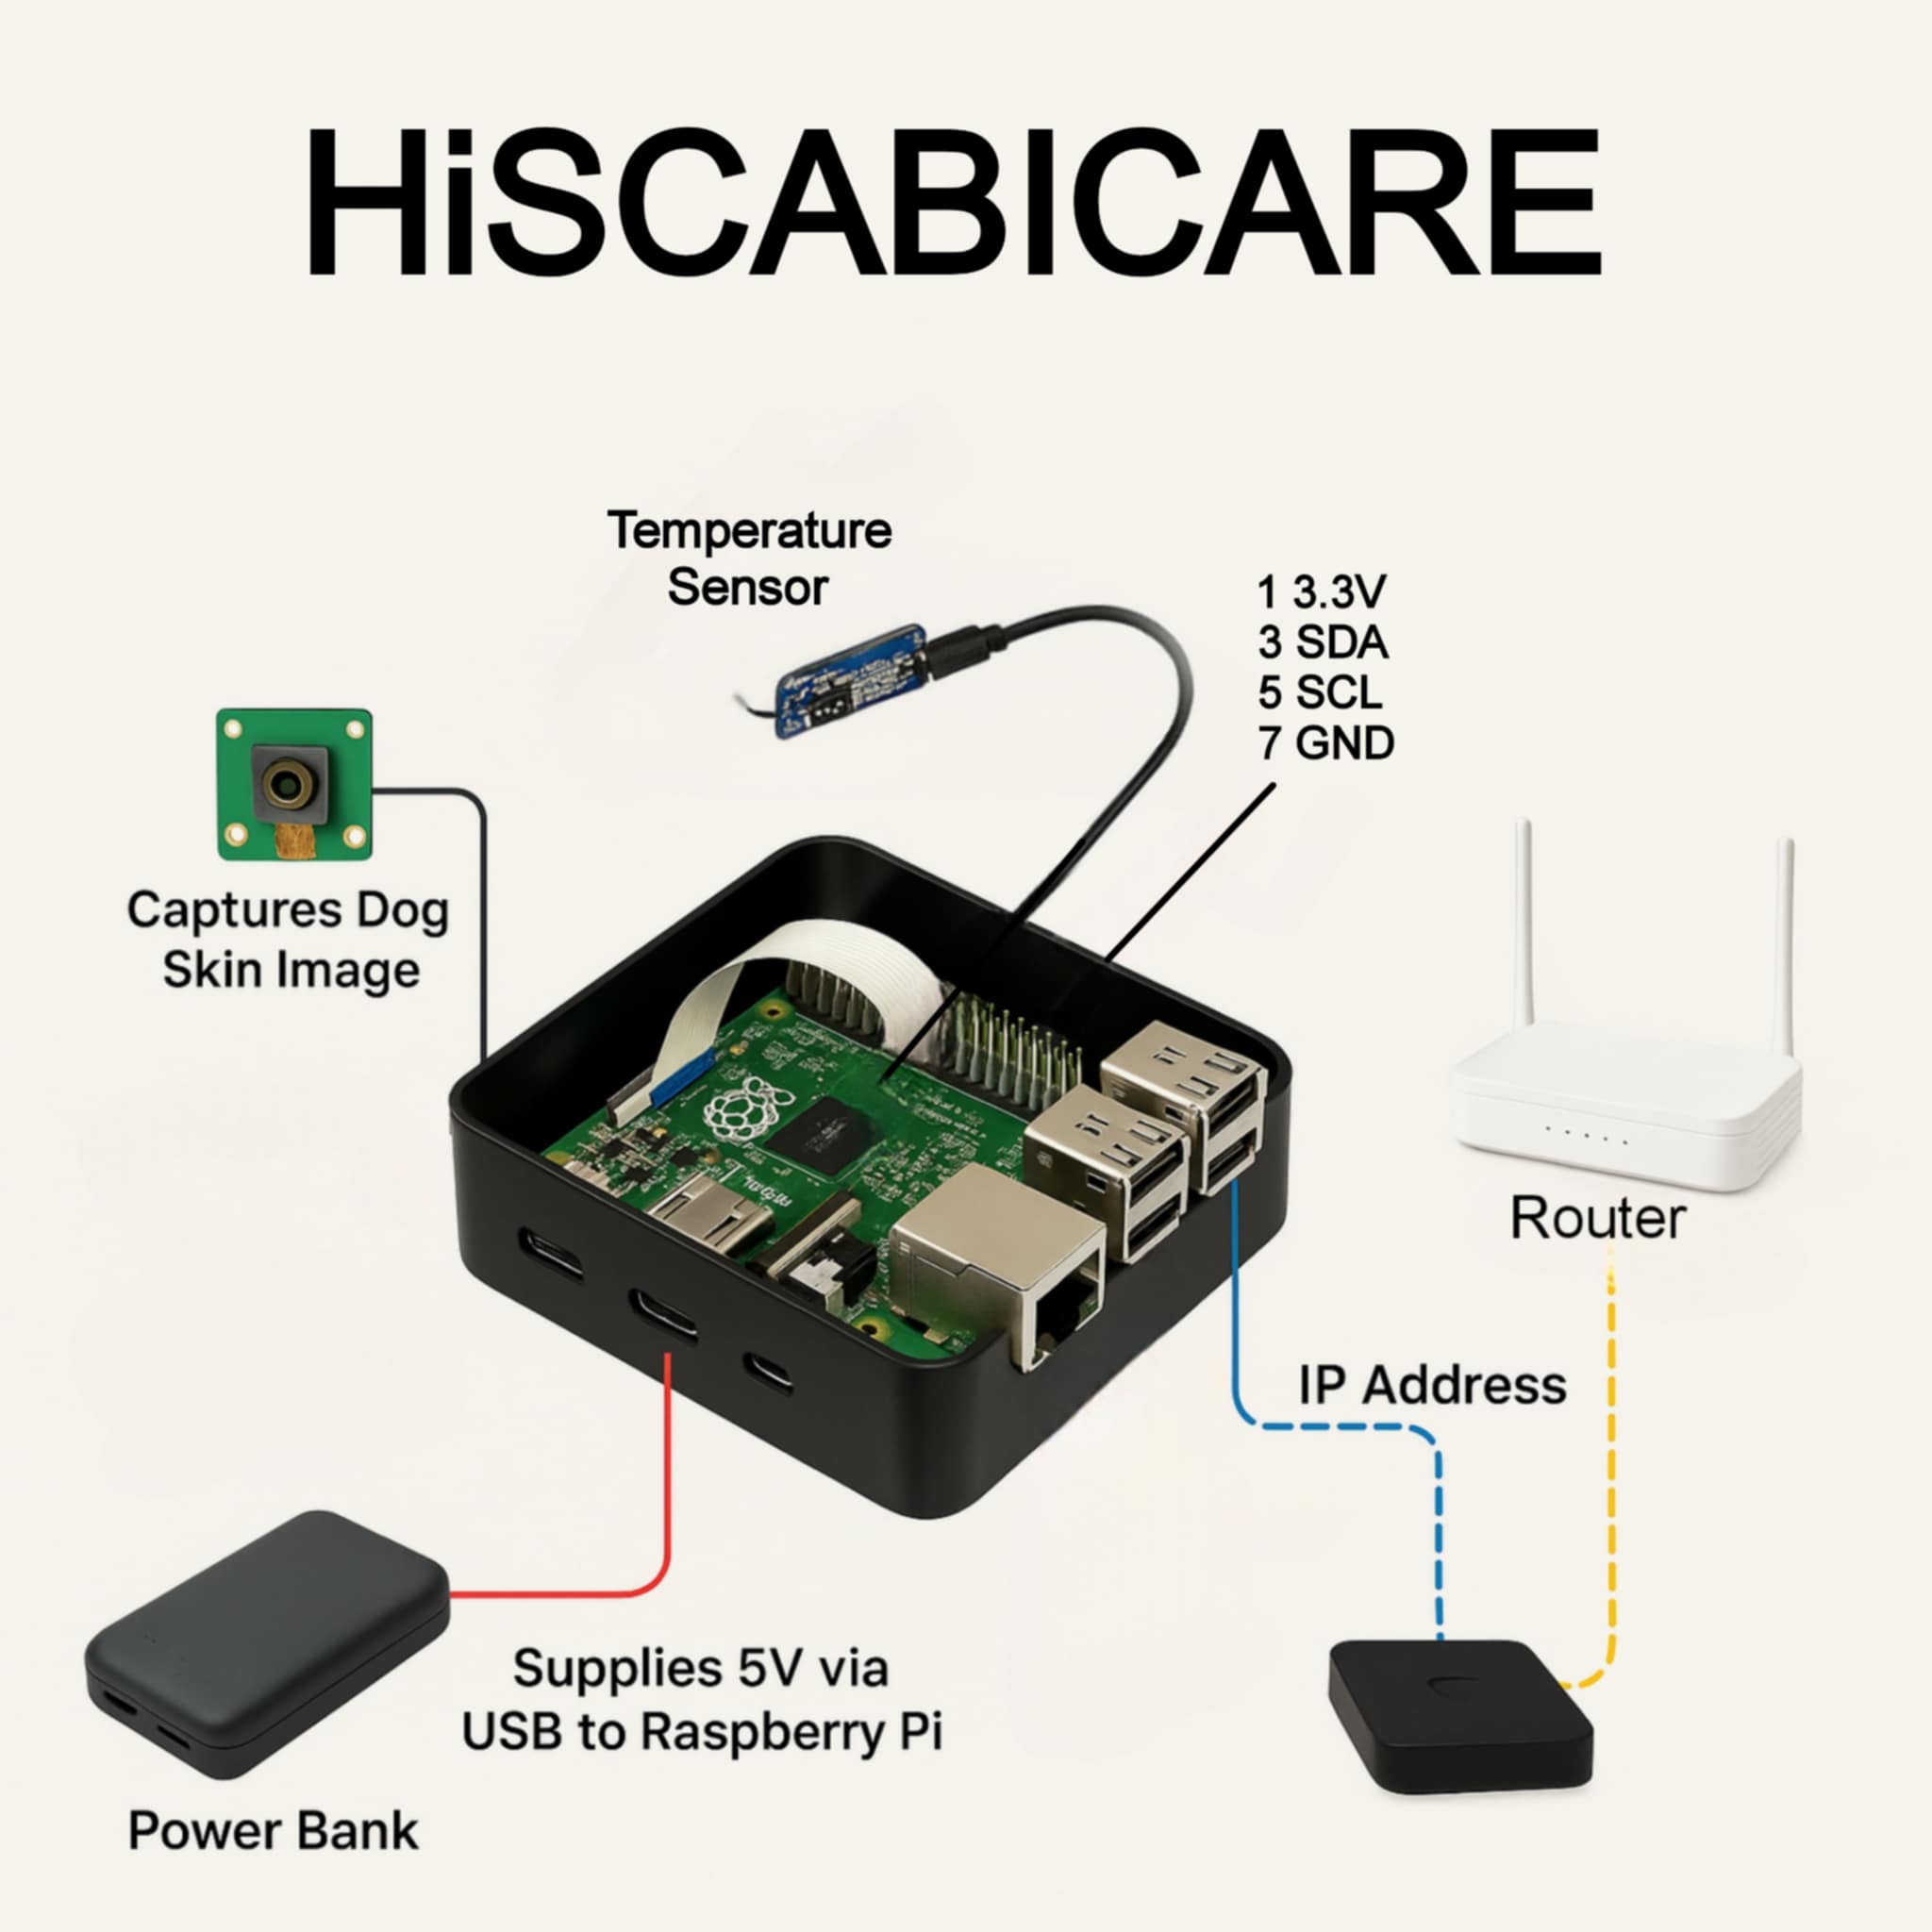 HiSCABICARE
Temperature
Sensor
1 3.3V
3 SDA
5 SCL
7 GND
Captures Dog
Skin Image
Router
IP Address
Supplies 5V via
USB to Raspberry Pi
Power Bank